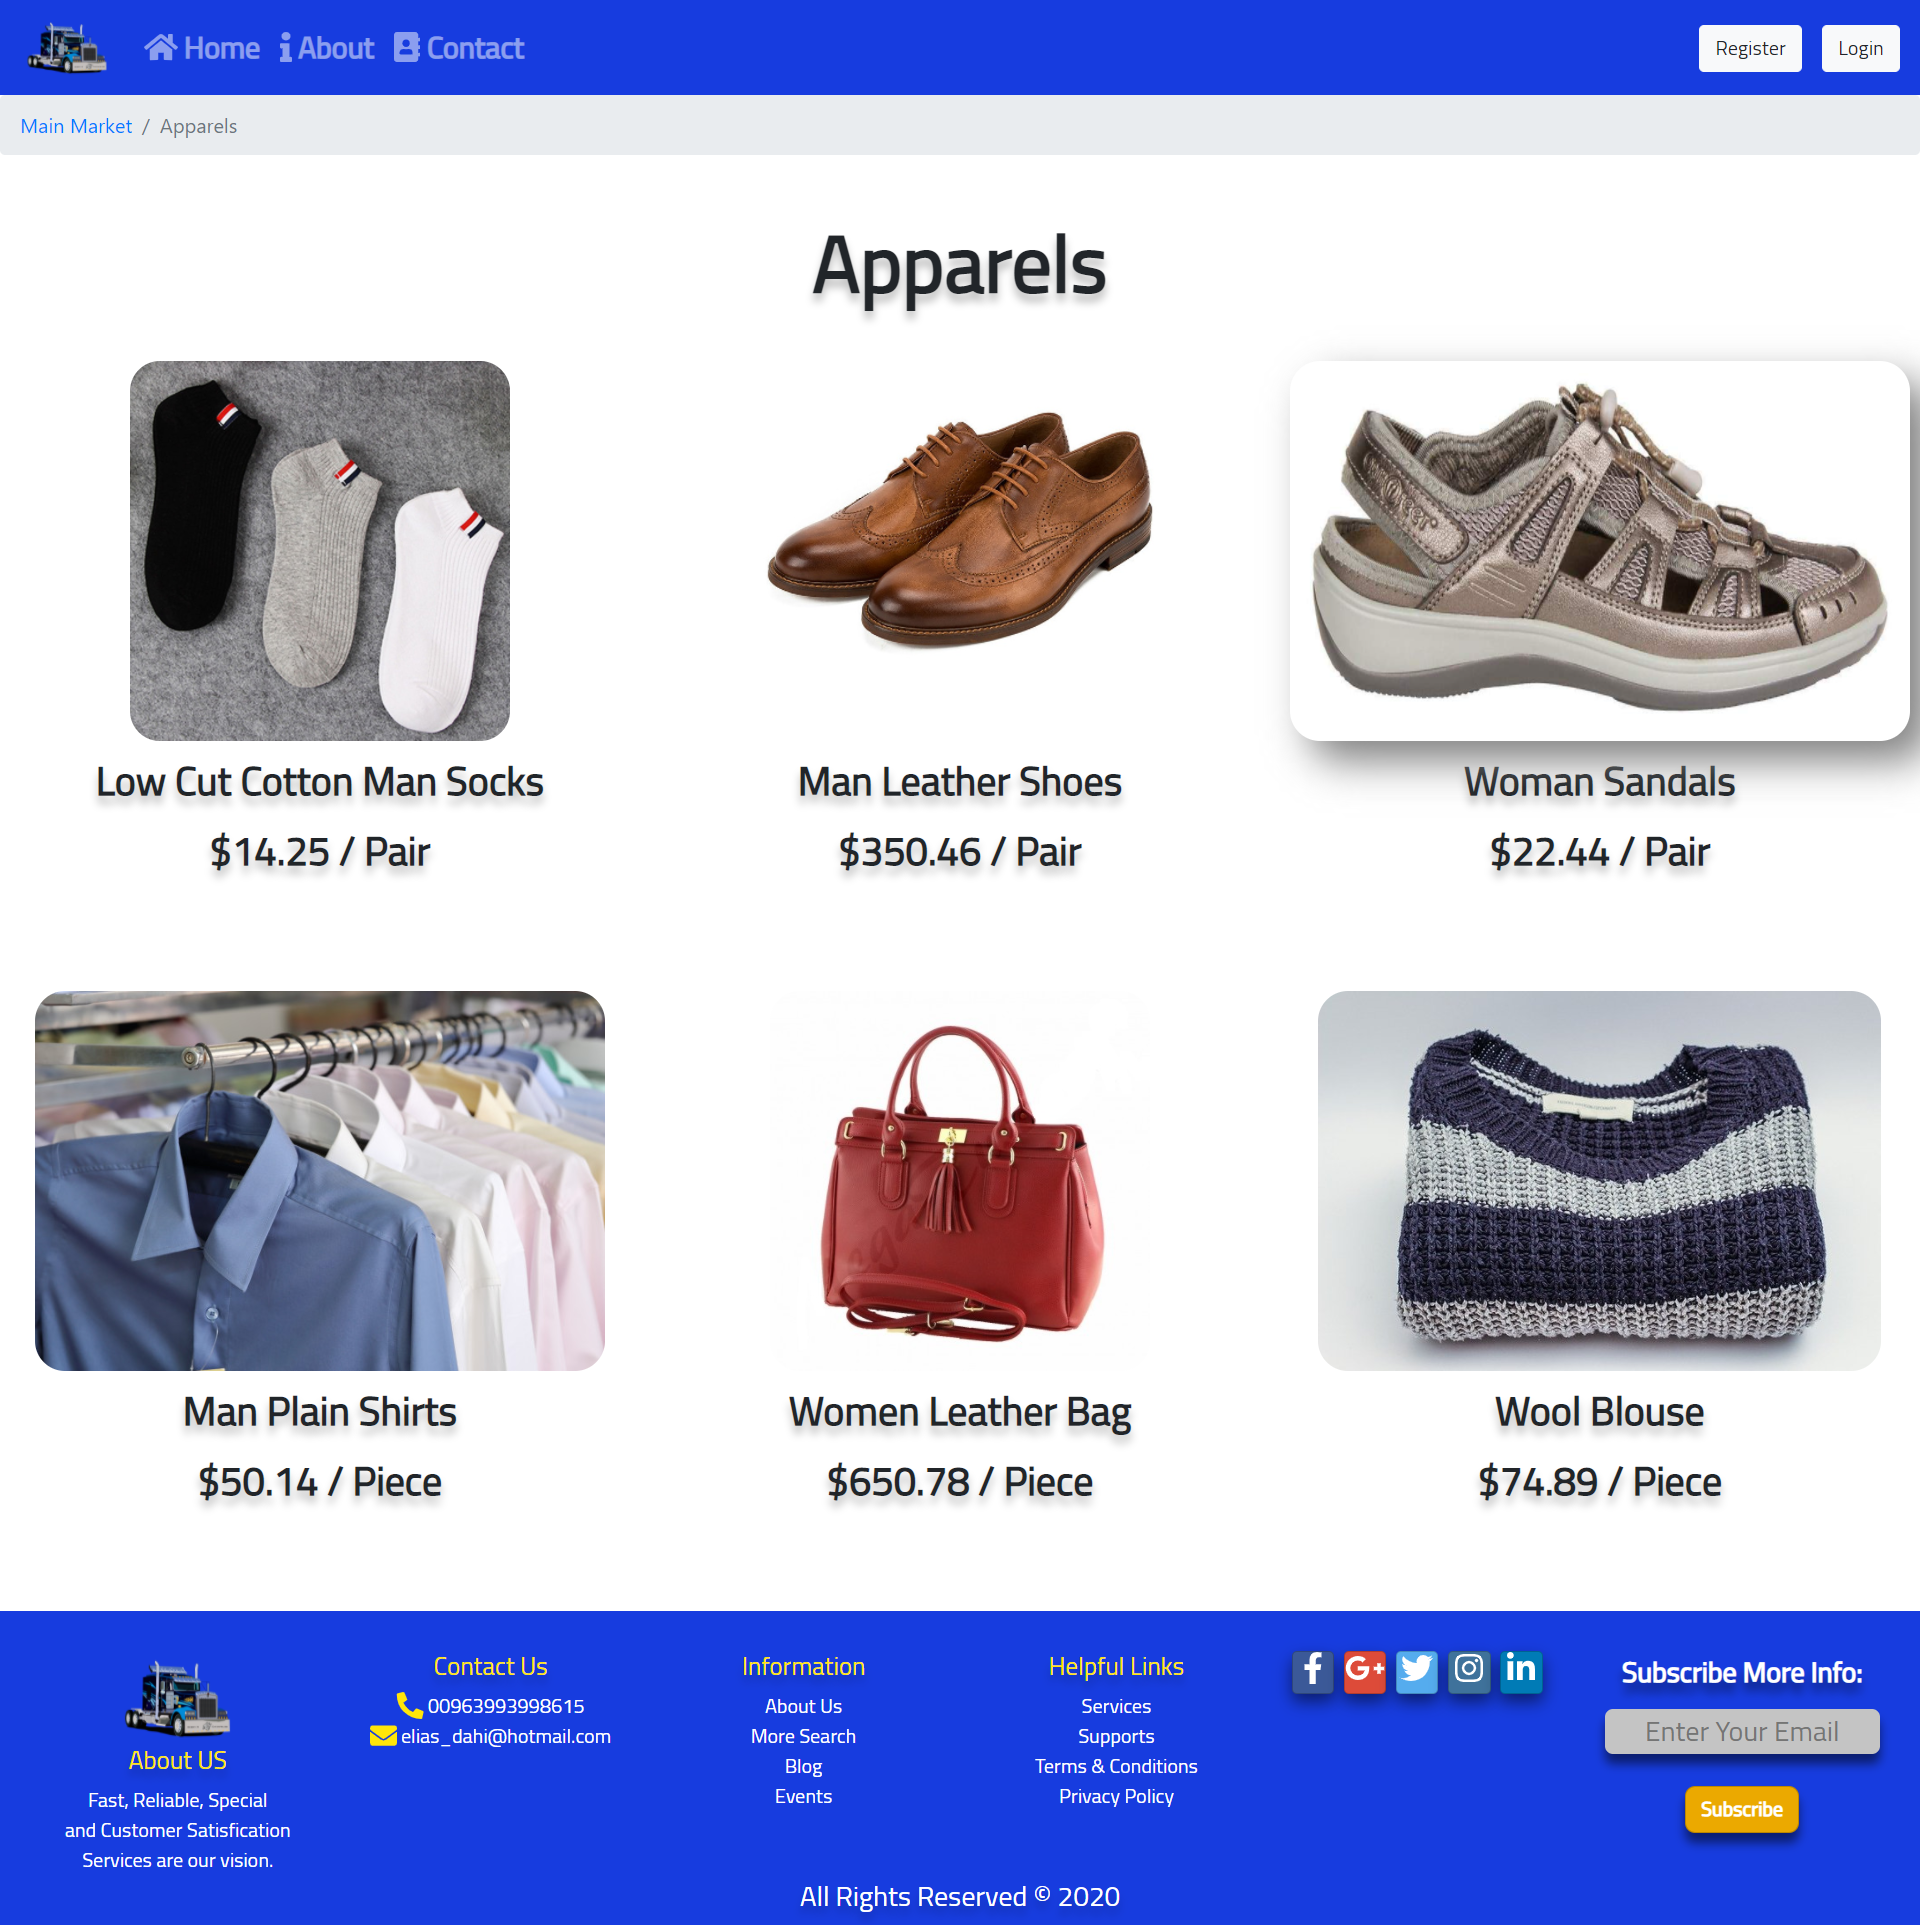 Home About Contact
Register Login
Main Market / Apparels
Apparels
Low Cut Cotton Man Socks
$14.25 / Pair
Man Leather Shoes
$350.46 / Pair
Woman Sandals
$22.44 / Pair
Man Plain Shirts
$50.14 / Piece
Women Leather Bag
$650.78 / Piece
Wool Blouse
$74.89 / Piece
About US
Fast, Reliable, Special
and Customer Satisfication
Services are our vision.
Contact Us
00963993998615
elias_dahi@hotmail.com
Information
About Us
More Search
Blog
Events
Helpful Links
Services
Supports
Terms & Conditions
Privacy Policy
Subscribe More Info:
Enter Your Email
Subscribe
All Rights Reserved © 2020